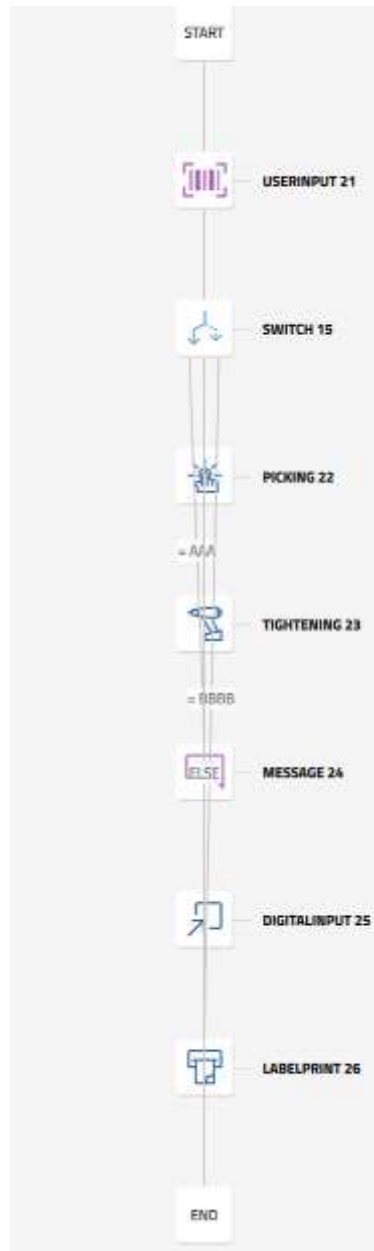 START
USERINPUT 21
SWITCH 15
PICKING 22
= AAA
TIGHTENING 23
= BBBB
ELSE
MESSAGE 24
DIGITALINPUT 25
LABELPRINT 26
END